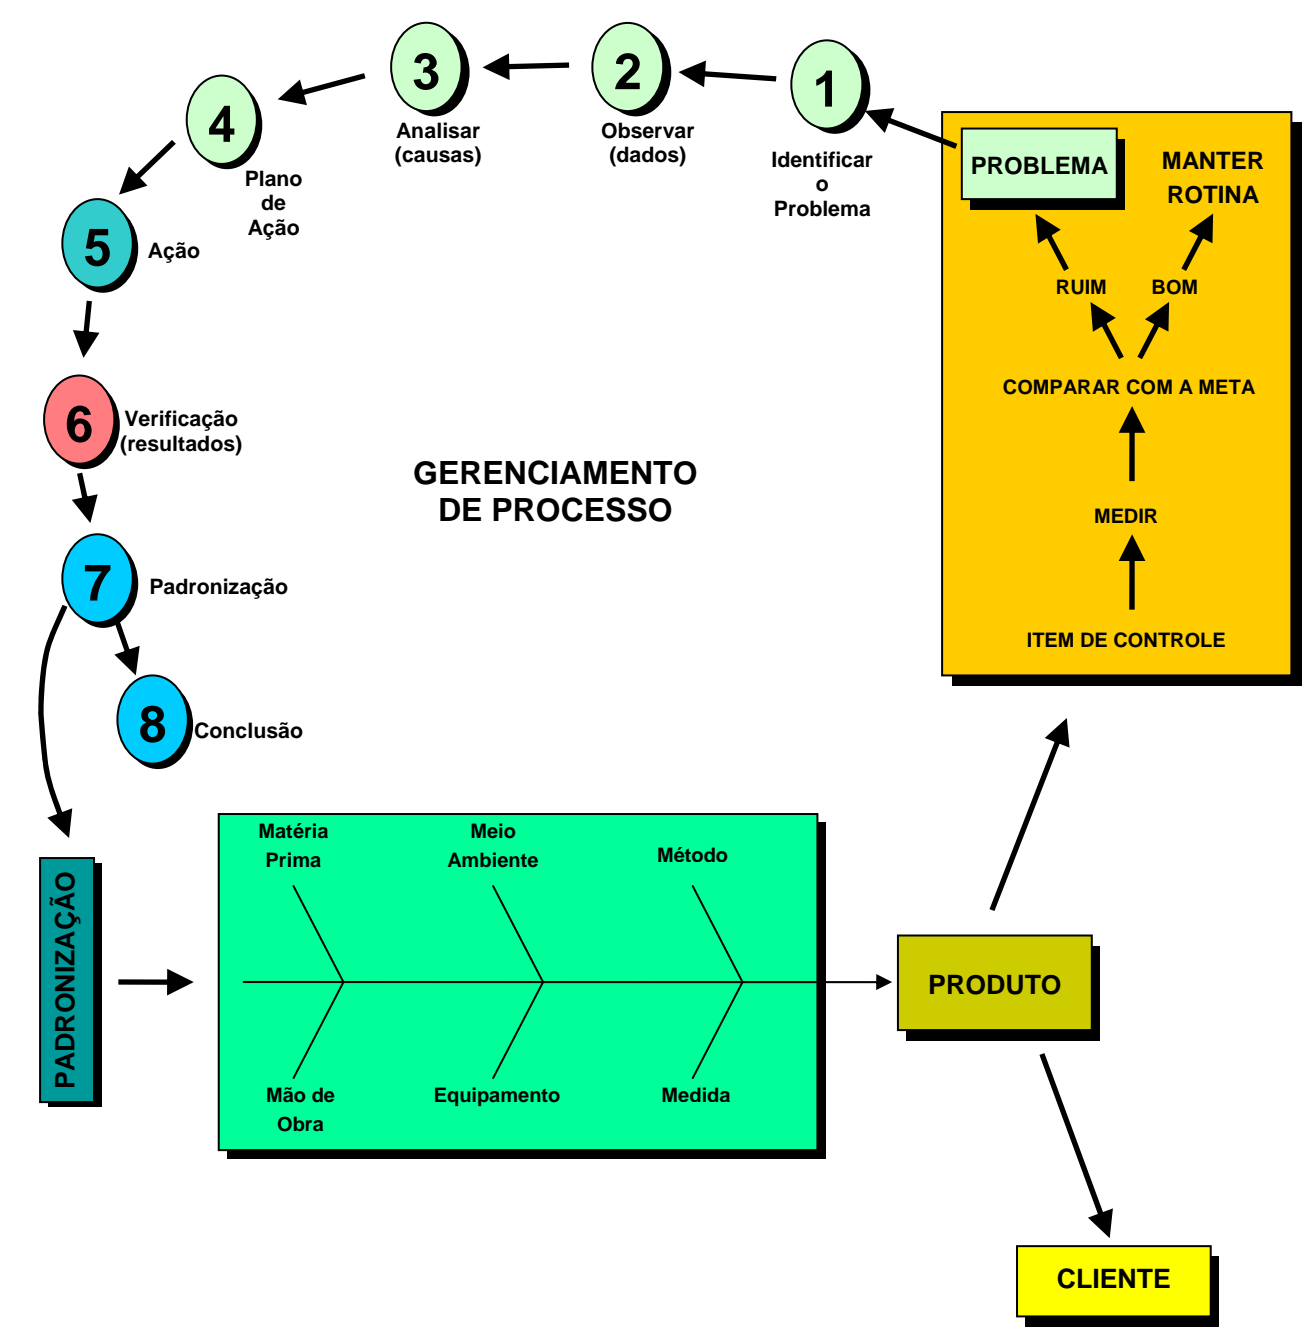 1
Identificar
o
Problema
2
Observar
(dados)
3
Analisar
(causas)
4
Plano
de
Ação
5
Ação
6
Verificação
(resultados)
7
Padronização
8
Conclusão
GERENCIAMENTO
DE PROCESSO
PROBLEMA
MANTER
ROTINA
RUIM
BOM
COMPARAR COM A META
MEDIR
ITEM DE CONTROLE
PADRONIZAÇÃO
Matéria
Prima
Meio
Ambiente
Método
Mão de
Obra
Equipamento
Medida
PRODUTO
CLIENTE